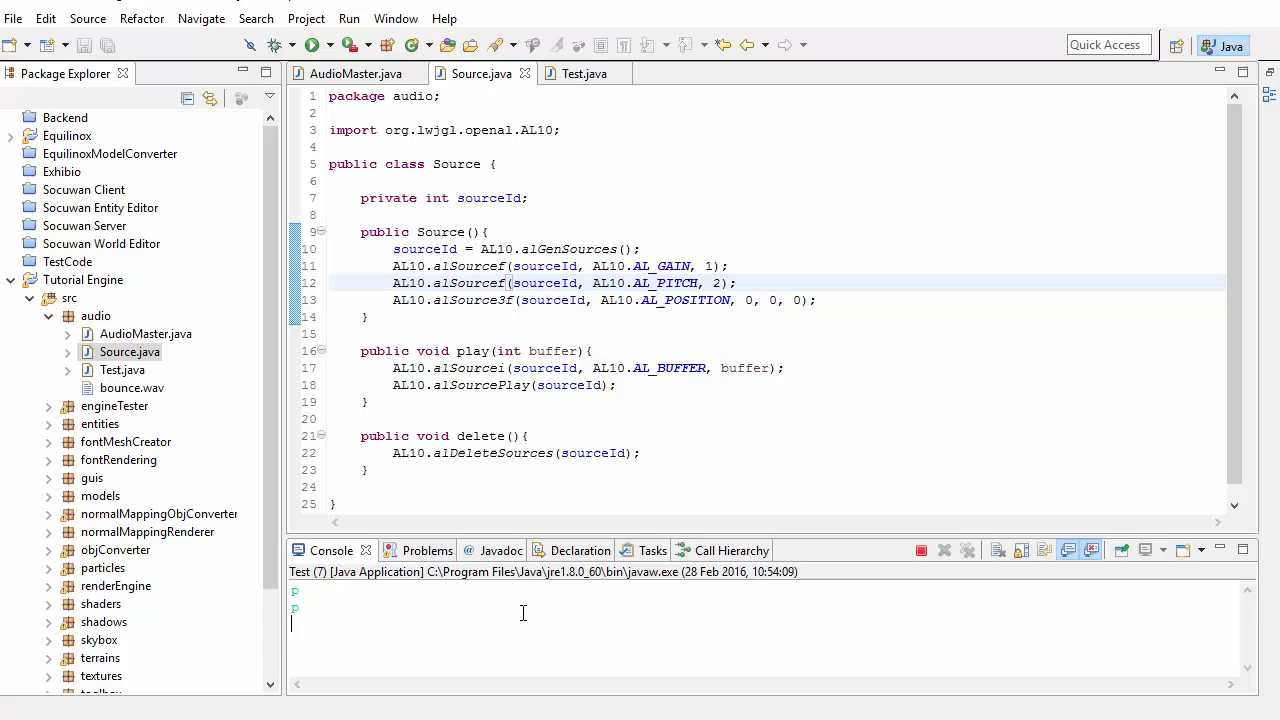 File Edit Source Refactor Navigate Search Project Run Window Help
Quick Access
Java
Package Explorer
Backend
Equilinox
EquilinoxModelConverter
Exhibio
Socuwan Client
Socuwan Entity Editor
Socuwan Server
Socuwan World Editor
TestCode
Tutorial Engine
src
audio
AudioMaster.java
Source.java
Test.java
bounce.wav
engineTester
entities
fontMeshCreator
fontRendering
guis
models
normalMappingObjConverter
normalMappingRenderer
objConverter
particles
renderEngine
shaders
shadows
skybox
terrains
textures
AudioMaster.java Source.java Test.java
1 package audio;
2
3 import org.lwjgl.openal.AL10;
4
5 public class Source {
6
7 private int sourceId;
8
9 public Source(){
10 sourceId = AL10.alGenSources();
11 AL10.alSourcef(sourceId, AL10.AL_GAIN, 1);
12 AL10.alSourcef(sourceId, AL10.AL_PITCH, 2);
13 AL10.alSource3f(sourceId, AL10.AL_POSITION, 0, 0, 0);
14 }
15
16 public void play(int buffer){
17 AL10.alSourcei(sourceId, AL10.AL_BUFFER, buffer);
18 AL10.alSourcePlay(sourceId);
19 }
20
21 public void delete(){
22 AL10.alDeleteSources(sourceId);
23 }
24
25 }
Console Problems @ Javadoc Declaration Tasks Call Hierarchy
Test (7) [Java Application] C:\Program Files\Java\jre1.8.0_60\bin\javaw.exe (28 Feb 2016, 10:54:09)
p
p